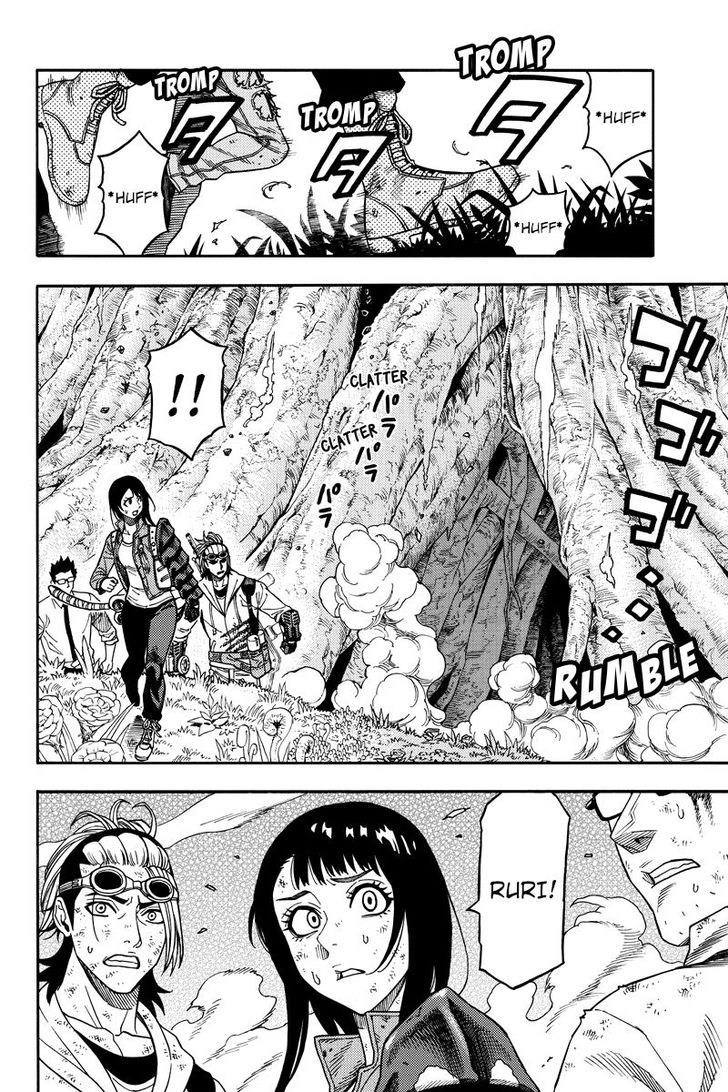 TROMP
タ
*HUFF*
TROMP
タ
*HUFF*
TROMP
タ
*HUFF*
ゴゴゴ...
RUMBLE
CLATTER
パラ
CLATTER
パラ
パ
!!
RURI!